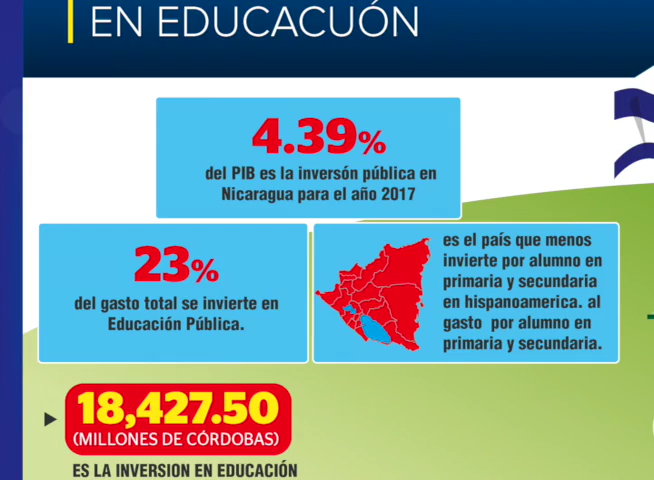 EN EDUCACUÓN
4.39%
del PIB es la inversón pública en
Nicaragua para el año 2017
23%
del gasto total se invierte en
Educación Pública.
es el país que menos
invierte por alumno en
primaria y secundaria
en hispanoamerica. al
gasto por alumno en
primaria y secundaria.
18,427.50
(MILLONES DE CÓRDOBAS)
ES LA INVERSION EN EDUCACIÓN